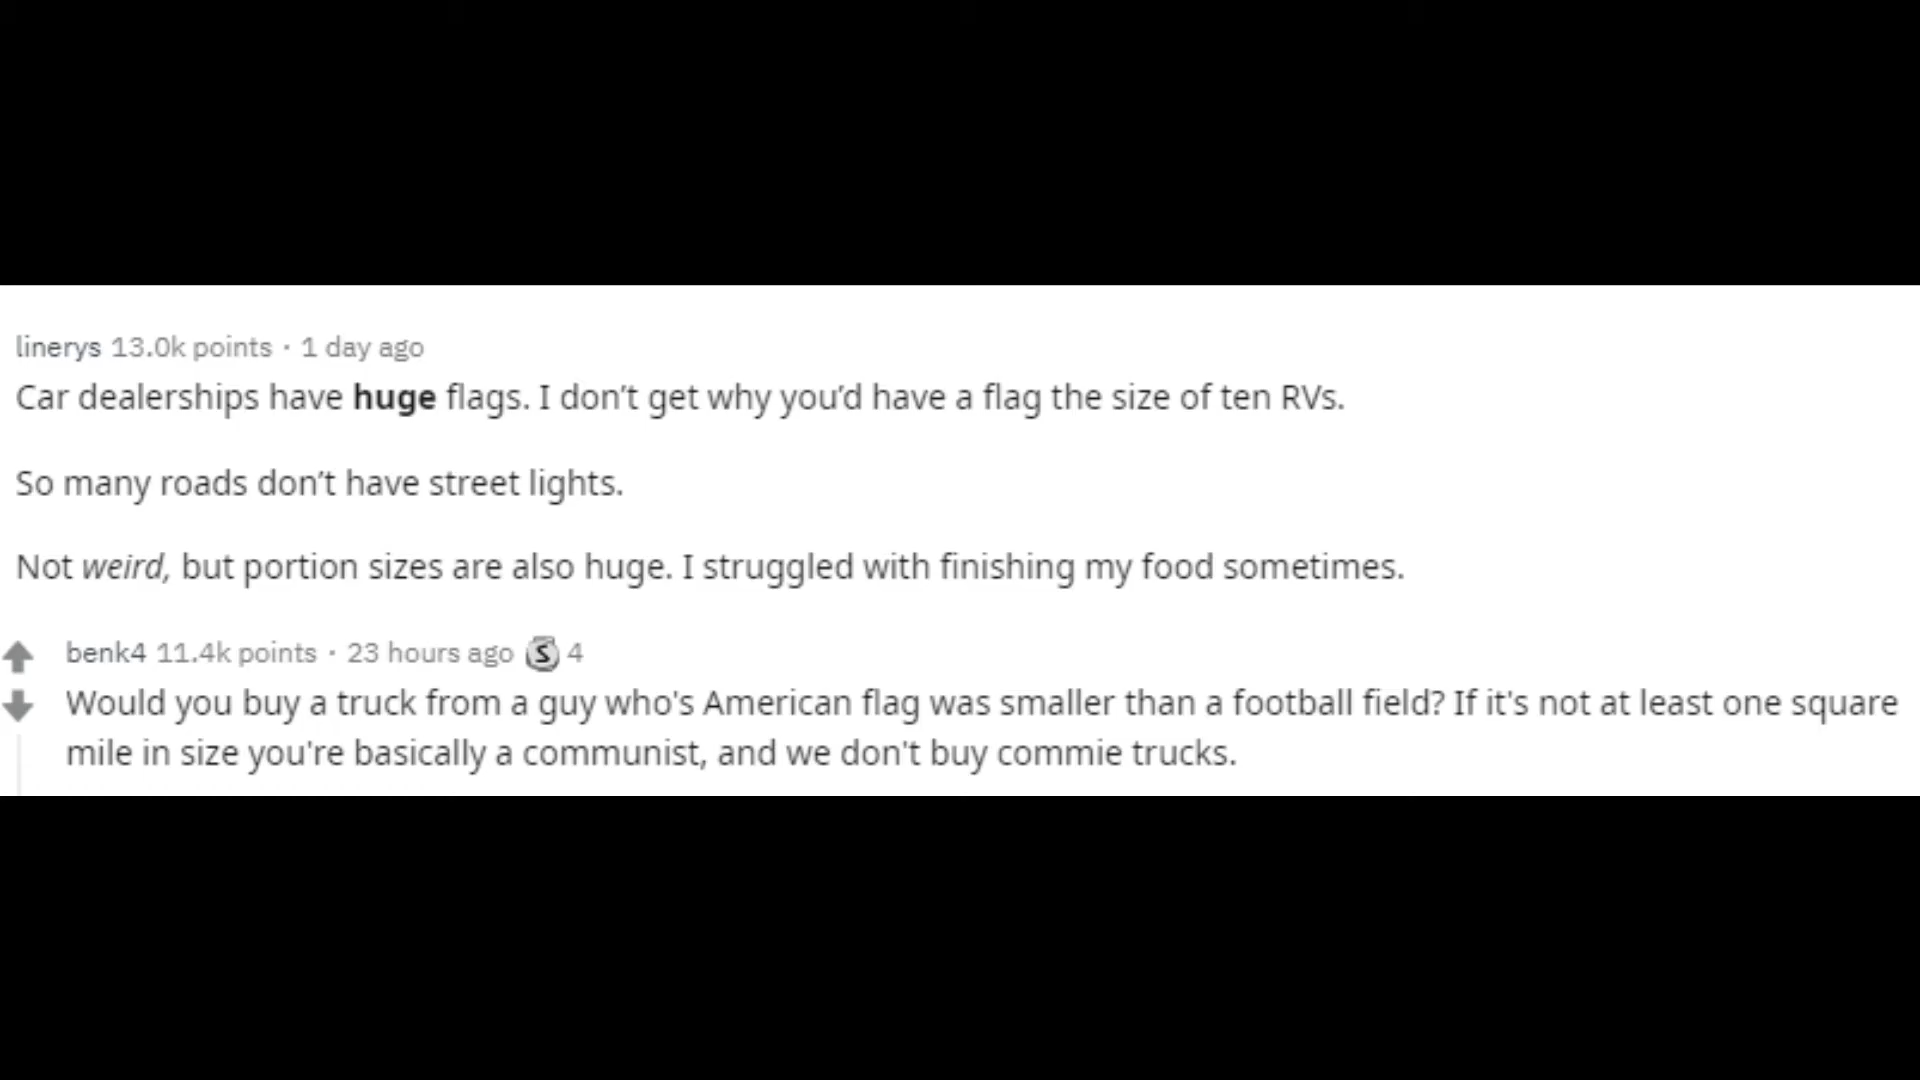 linerys 13.0k points · 1 day ago
Car dealerships have huge flags. I don’t get why you’d have a flag the size of ten RVs.
So many roads don’t have street lights.
Not weird, but portion sizes are also huge. I struggled with finishing my food sometimes.
benk4 11.4k points · 23 hours ago S 4
Would you buy a truck from a guy who's American flag was smaller than a football field? If it's not at least one square
mile in size you're basically a communist, and we don't buy commie trucks.